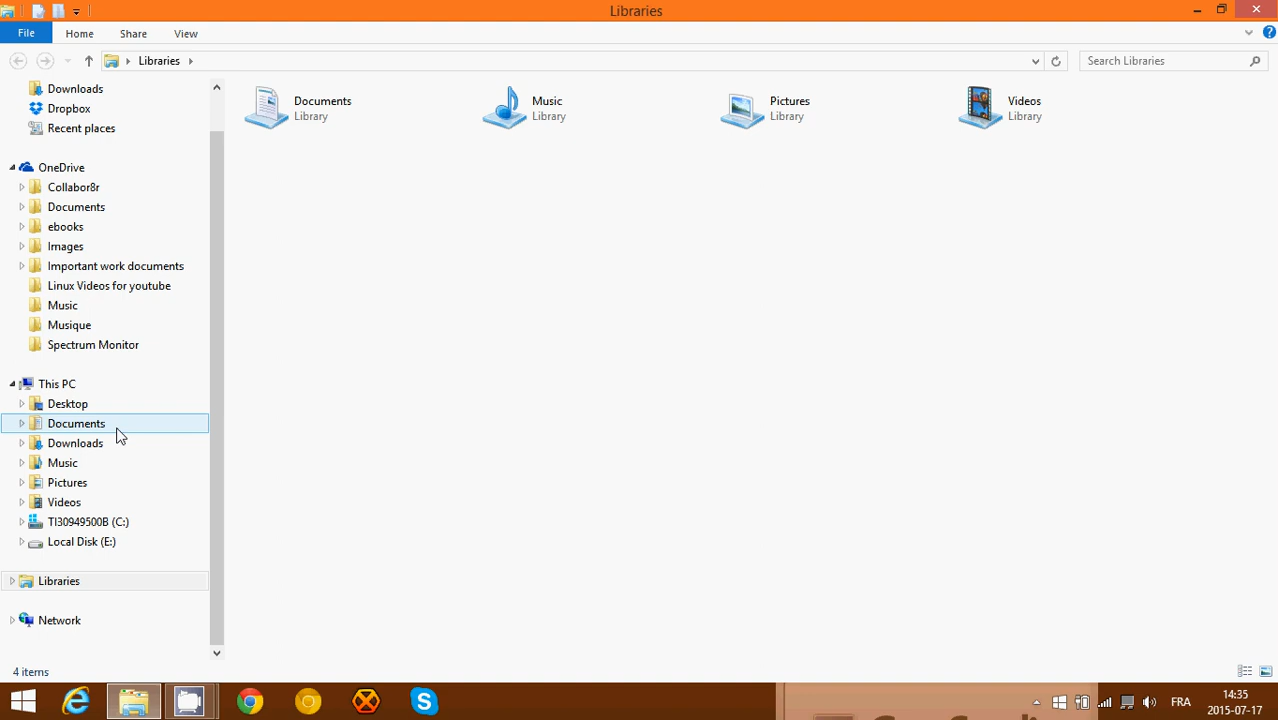 Libraries
File Home Share View
Libraries
Search Libraries
Downloads
Dropbox
Recent places
OneDrive
Collabor8r
Documents
ebooks
Images
Important work documents
Linux Videos for youtube
Music
Musique
Spectrum Monitor
This PC
Desktop
Documents
Downloads
Music
Pictures
Videos
TI30949500B (C:)
Local Disk (E:)
Libraries
Network
Documents
Library
Music
Library
Pictures
Library
Videos
Library
4 items
FRA
14:35
2015-07-17